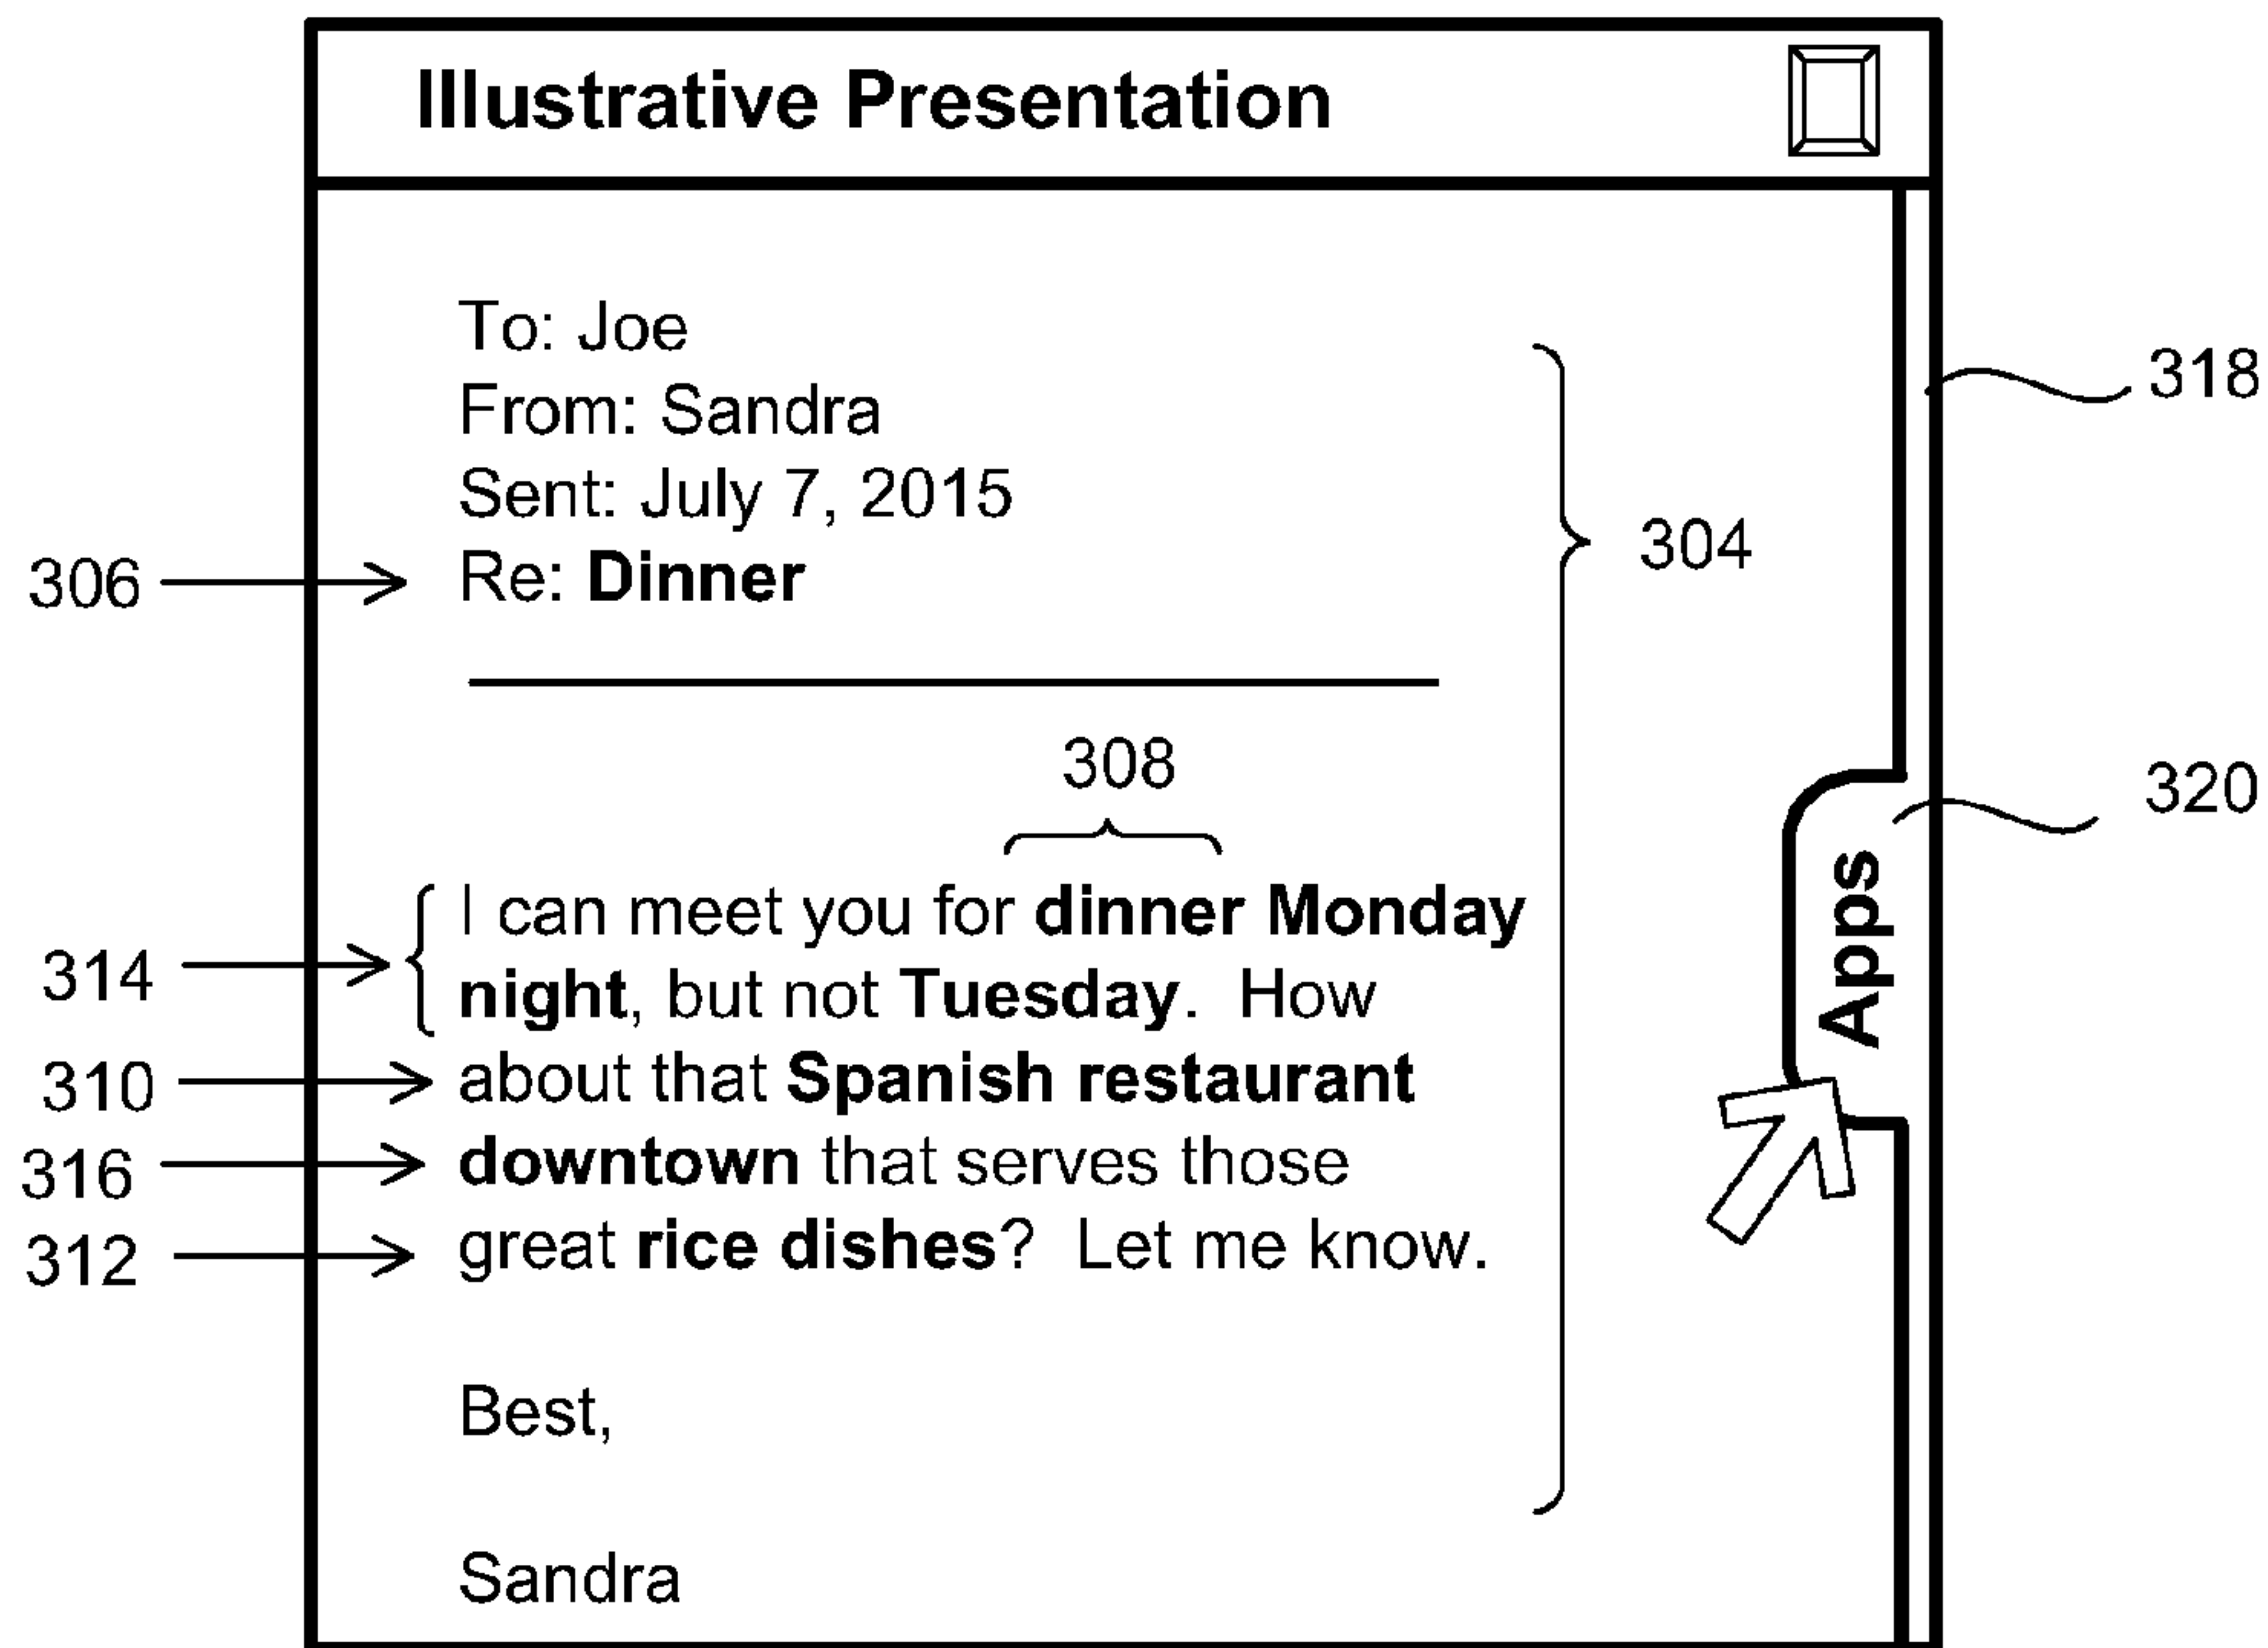 Illustrative Presentation
To: Joe
From: Sandra
318
Sent: July 7, 2015
304
306
Re: Dinner
308
320
Apps
I can meet you for dinner Monday
314
night, but not Tuesday. How
310
about that Spanish restaurant
316
downtown that serves those
312
great rice dishes? Let me know.
Best,
Sandra